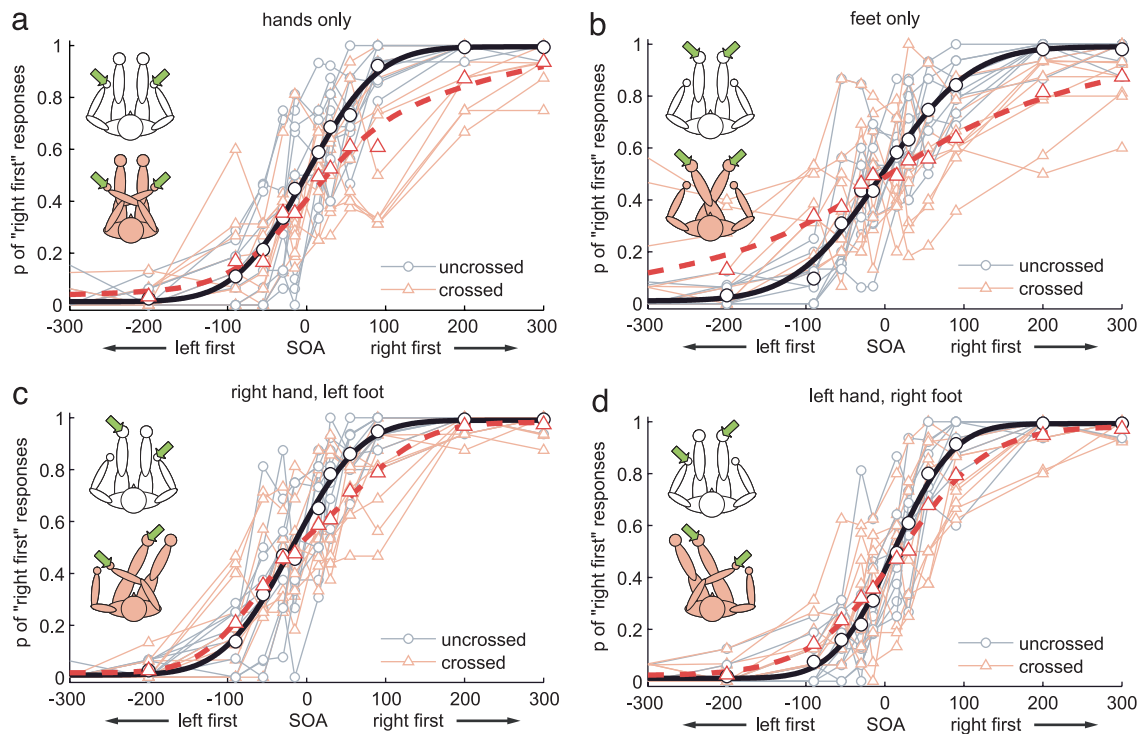 a
hands only
p of "right first" responses
1
0.8
0.6
0.4
0.2
0
uncrossed
crossed
-300 -200 -100 0 100 200 300
left first SOA right first
b
feet only
p of "right first" responses
1
0.8
0.6
0.4
0.2
0
uncrossed
crossed
-300 -200 -100 0 100 200 300
left first SOA right first
c
right hand, left foot
p of "right first" responses
1
0.8
0.6
0.4
0.2
0
uncrossed
crossed
-300 -200 -100 0 100 200 300
left first SOA right first
d
left hand, right foot
p of "right first" responses
1
0.8
0.6
0.4
0.2
0
uncrossed
crossed
-300 -200 -100 0 100 200 300
left first SOA right first